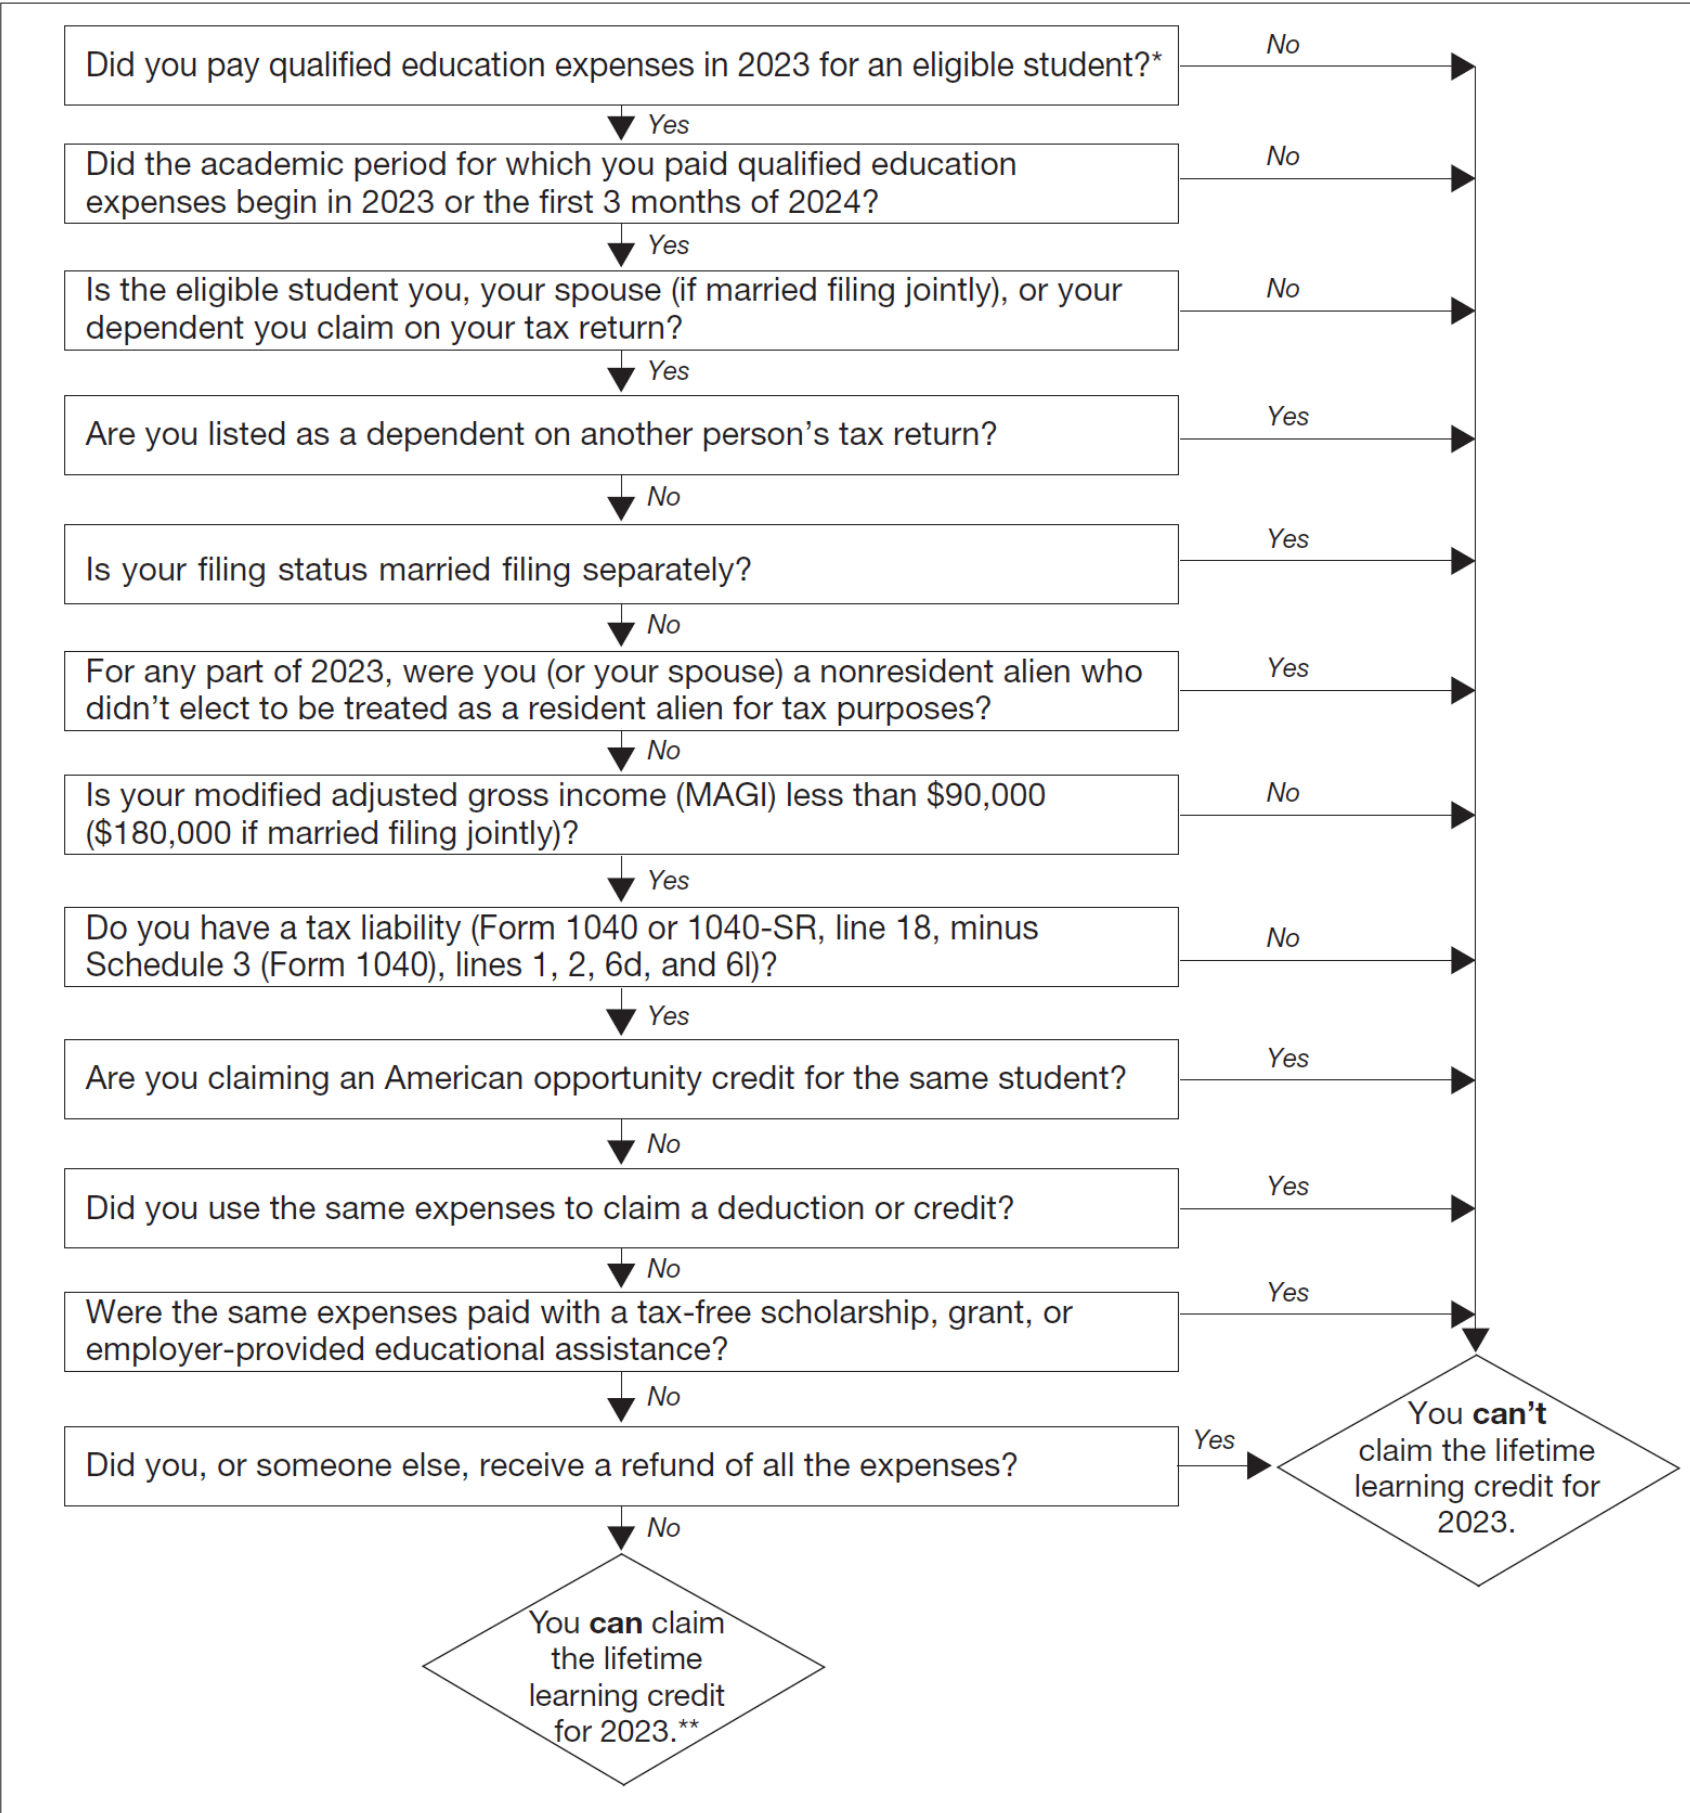 Did you pay qualified education expenses in 2023 for an eligible student?*
No
Yes
Did the academic period for which you paid qualified education
expenses begin in 2023 or the first 3 months of 2024?
No
Yes
Is the eligible student you, your spouse (if married filing jointly), or your
dependent you claim on your tax return?
No
Yes
Are you listed as a dependent on another person’s tax return?
Yes
No
Is your filing status married filing separately?
Yes
No
For any part of 2023, were you (or your spouse) a nonresident alien who
didn’t elect to be treated as a resident alien for tax purposes?
Yes
No
Is your modified adjusted gross income (MAGI) less than $90,000
($180,000 if married filing jointly)?
No
Yes
Do you have a tax liability (Form 1040 or 1040-SR, line 18, minus
Schedule 3 (Form 1040), lines 1, 2, 6d, and 6l)?
No
Yes
Are you claiming an American opportunity credit for the same student?
Yes
No
Did you use the same expenses to claim a deduction or credit?
Yes
No
Were the same expenses paid with a tax-free scholarship, grant, or
employer-provided educational assistance?
Yes
No
Did you, or someone else, receive a refund of all the expenses?
Yes
You can’t
claim the lifetime
learning credit for
2023.
No
You can claim
the lifetime
learning credit
for 2023.**